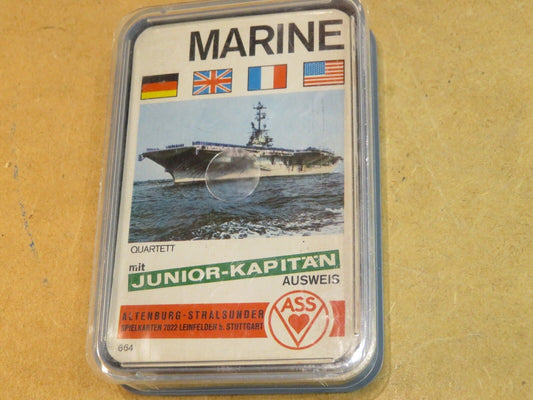 MARINE
QUARTETT
mit
JUNIOR-KAPITÄN
AUSWEIS
ALTENBURG-STRALSUNDER
SPIELKARTEN 7022 LEINFELDEN b. STUTTGART
ASS
664